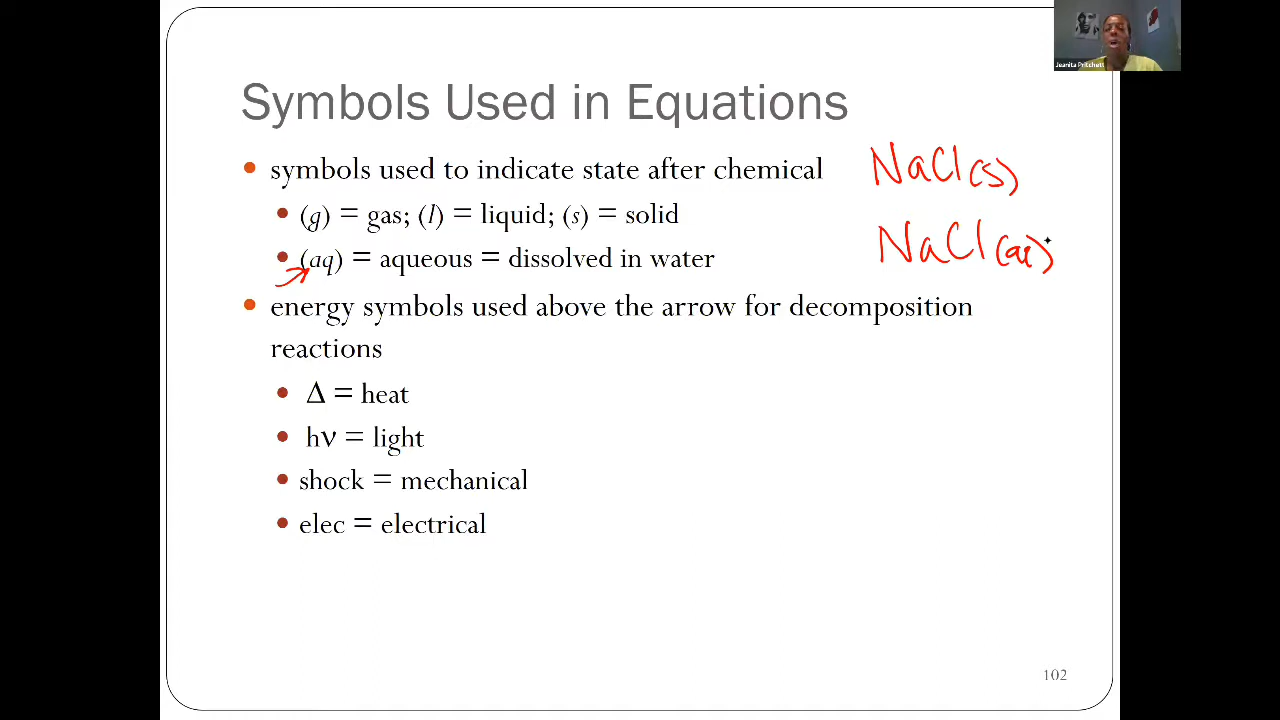 Jeanita Pritchett
Symbols Used in Equations
• symbols used to indicate state after chemical
• (g) = gas; (l) = liquid; (s) = solid
• (aq) = aqueous = dissolved in water
• energy symbols used above the arrow for decomposition
reactions
• Δ = heat
• hν = light
• shock = mechanical
• elec = electrical
NaCl(s)
NaCl(aq)
102